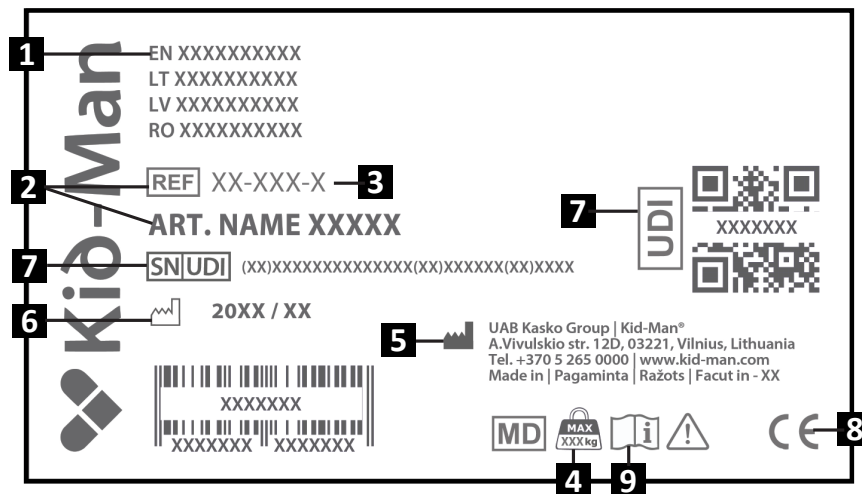 1
EN XXXXXXXXXX
LT XXXXXXXXXX
LV XXXXXXXXXX
RO XXXXXXXXXX
Kid-Man
2
REF XX-XXX-X
3
ART. NAME XXXXX
7
SN UDI (XX)XXXXXXXXXXXXXX(XX)XXXXXX(XX)XXXX
7
UDI
XXXXXXX
6
20XX / XX
5
UAB Kasko Group | Kid-Man®
A.Vivulskio str. 12D, 03221, Vilnius, Lithuania
Tel. +370 5 265 0000 | www.kid-man.com
Made in | Pagaminta | Ražots | Facut in - XX
XXXXXXX
XXXXXXX XXXXXXX
MD
MAX
XXX kg
i
!
CE
8
4
9